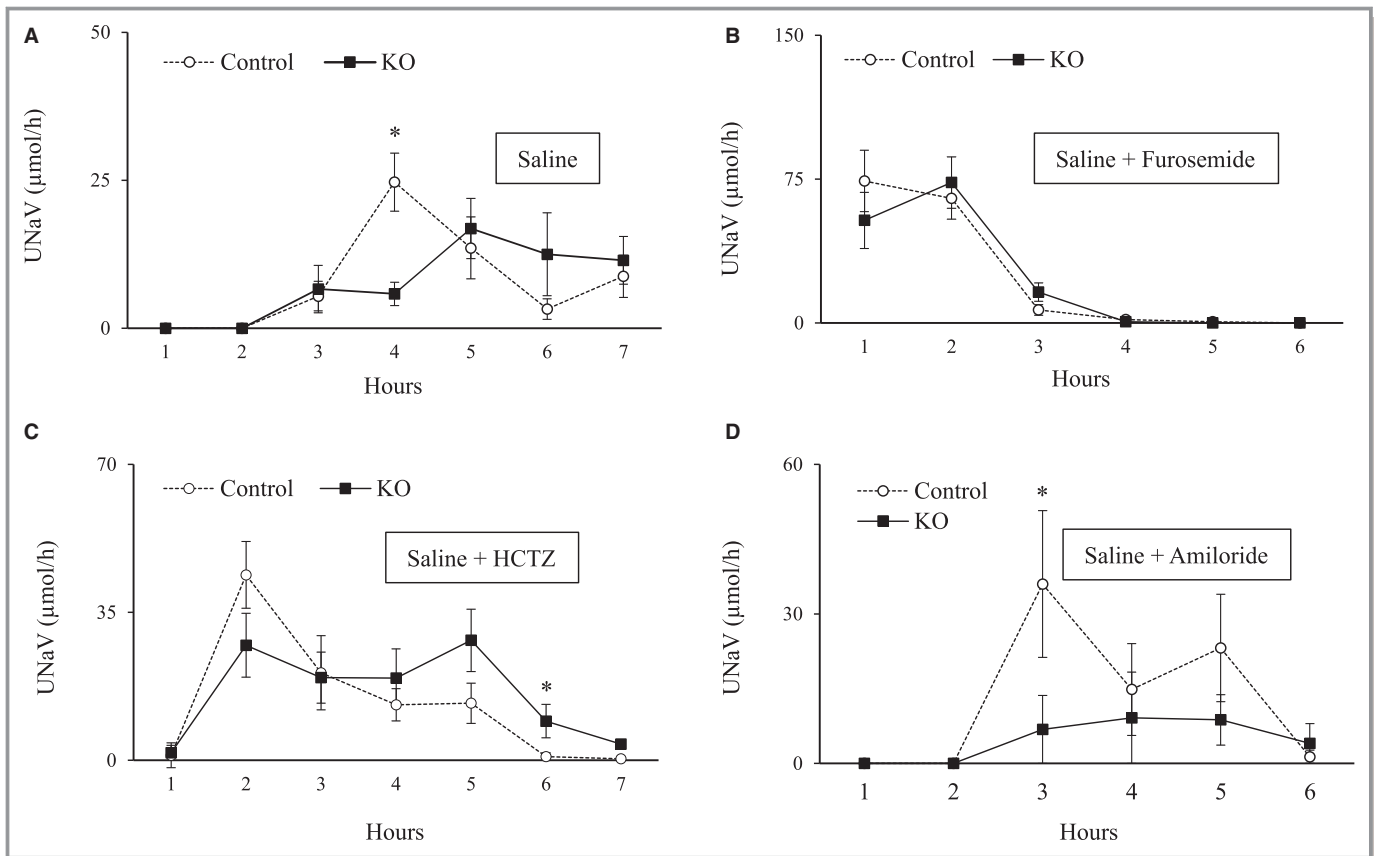 A
50
Control KO
*
Saline
25
0
1 2 3 4 5 6 7
Hours
UNaV (µmol/h)
B
150
Control KO
Saline + Furosemide
75
0
1 2 3 4 5 6
Hours
UNaV (µmol/h)
C
70
Control KO
Saline + HCTZ
35
*
0
1 2 3 4 5 6 7
Hours
UNaV (µmol/h)
D
60
Control
KO
*
Saline + Amiloride
30
0
1 2 3 4 5 6
Hours
UNaV (µmol/h)